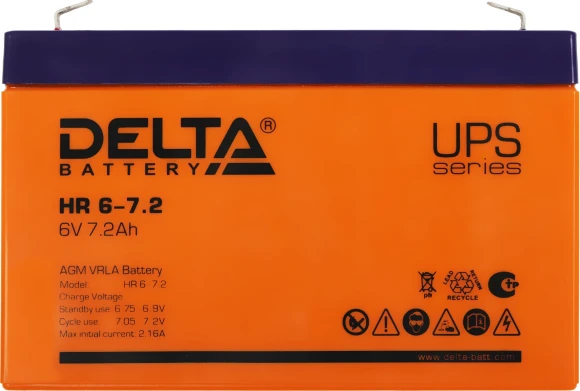 DELTA®
BATTERY
UPS
series
HR 6-7.2
6V 7.2Ah
AGM VRLA Battery
Model: HR 6-7.2
Charge Voltage
Standby use: 6.75 6.9V
Cycle use: 7.05 7.2V
Max initial current: 2.16A
Pb
LEAD
RETURN
RECYCLE
www.delta-batt.com